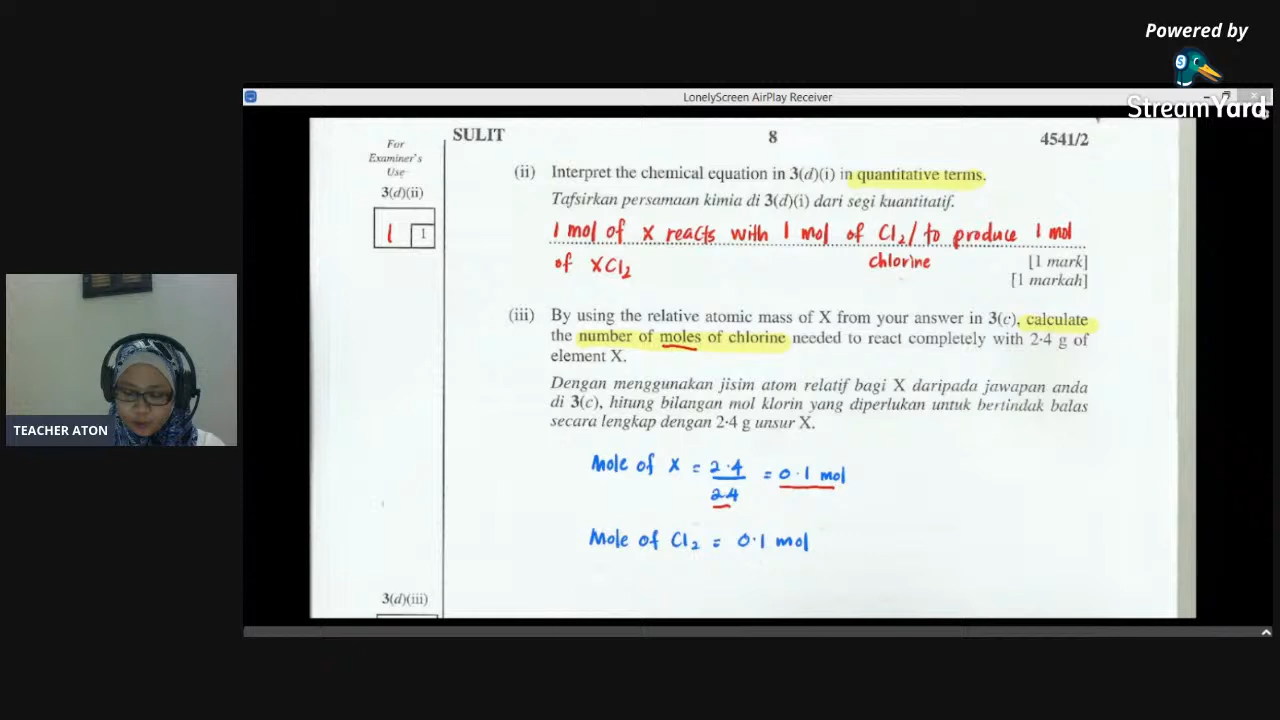 Powered by
StreamYard
LonelyScreen AirPlay Receiver
For
Examiner's
Use
SULIT
8
4541/2
3(d)(ii)
1
1
(ii) Interpret the chemical equation in 3(d)(i) in quantitative terms.
Tafsirkan persamaan kimia di 3(d)(i) dari segi kuantitatif.
1 mol of X reacts with 1 mol of Cl2/ to produce 1 mol
of XCl2
chlorine
[1 mark]
[1 markah]
(iii) By using the relative atomic mass of X from your answer in 3(c), calculate
the number of moles of chlorine needed to react completely with 2·4 g of
element X.
Dengan menggunakan jisim atom relatif bagi X daripada jawapan anda
di 3(c), hitung bilangan mol klorin yang diperlukan untuk bertindak balas
secara lengkap dengan 2·4 g unsur X.
Mole of X = 2.4 = 0.1 mol
24
Mole of Cl2 = 0.1 mol
3(d)(iii)
TEACHER ATON